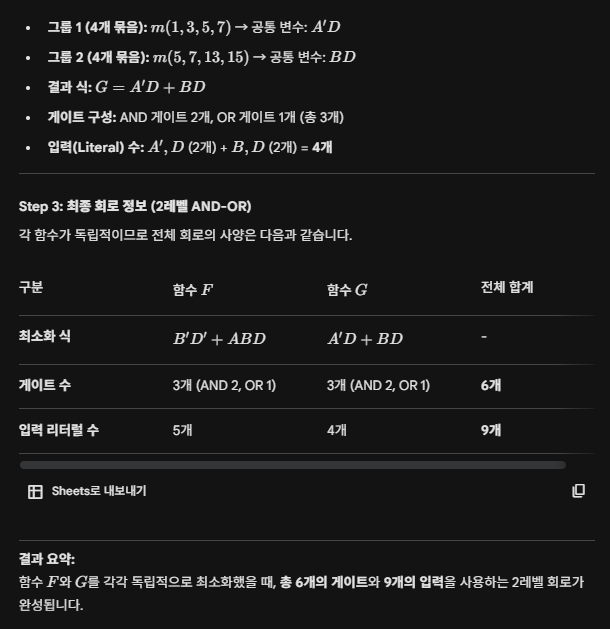 • 그룹 1 (4개 묶음): m(1, 3, 5, 7) → 공통 변수: A′D
• 그룹 2 (4개 묶음): m(5, 7, 13, 15) → 공통 변수: BD
• 결과 식: G = A′D + BD
• 게이트 구성: AND 게이트 2개, OR 게이트 1개 (총 3개)
• 입력(Literal) 수: A′, D (2개) + B, D (2개) = 4개
Step 3: 최종 회로 정보 (2레벨 AND-OR)
각 함수가 독립적이므로 전체 회로의 사양은 다음과 같습니다.
구분 함수 F 함수 G 전체 합계
최소화 식 B′D′ + ABD A′D + BD -
게이트 수 3개 (AND 2, OR 1) 3개 (AND 2, OR 1) 6개
입력 리터럴 수 5개 4개 9개
Sheets로 내보내기
결과 요약:
함수 F와 G를 각각 독립적으로 최소화했을 때, 총 6개의 게이트와 9개의 입력을 사용하는 2레벨 회로가
완성됩니다.